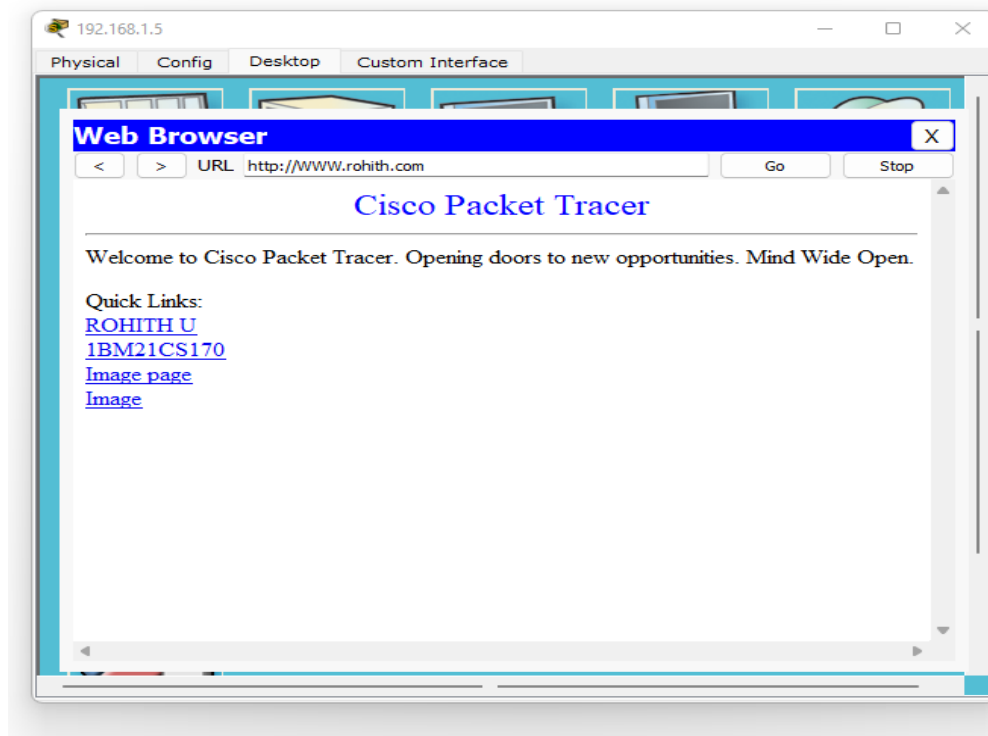 192.168.1.5
Physical Config Desktop Custom Interface
Web Browser X
< > URL http://WWW.rohith.com Go Stop
Cisco Packet Tracer
Welcome to Cisco Packet Tracer. Opening doors to new opportunities. Mind Wide Open.
Quick Links:
ROHITH U
1BM21CS170
Image page
Image